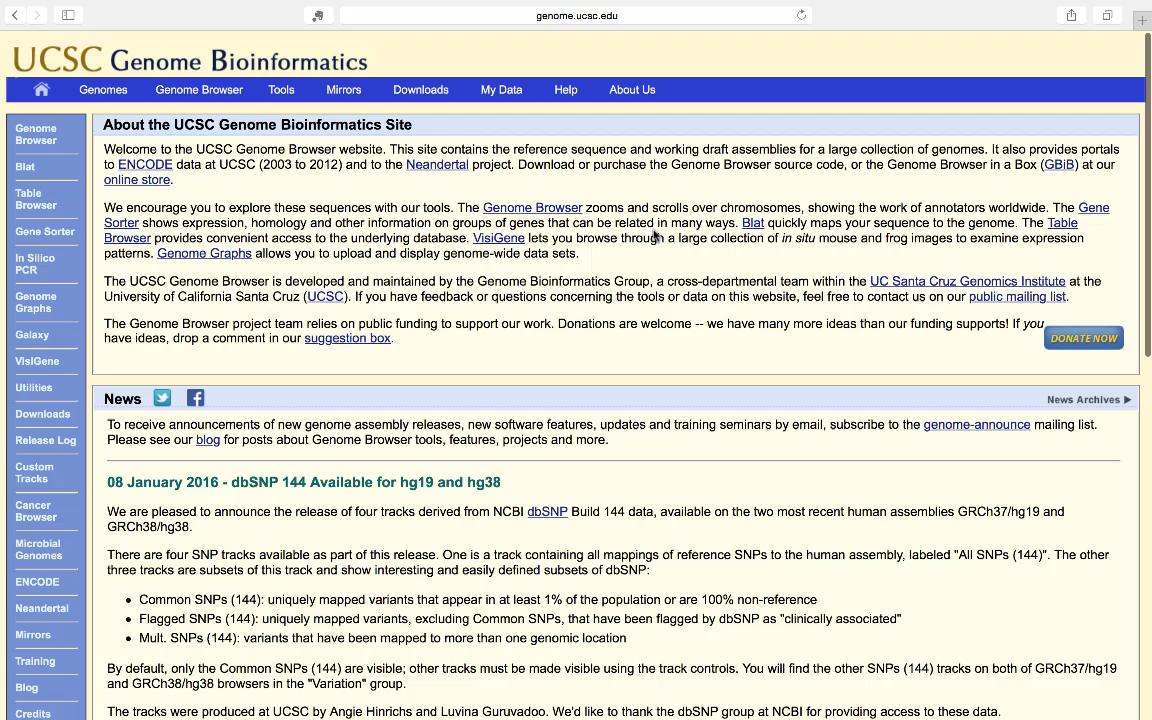 genome.ucsc.edu
UCSC Genome Bioinformatics
Genomes Genome Browser Tools Mirrors Downloads My Data Help About Us
Genome
Browser
Blat
Table
Browser
Gene Sorter
In Silico
PCR
Genome
Graphs
Galaxy
VisiGene
Utilities
Downloads
Release Log
Custom
Tracks
Cancer
Browser
Microbial
Genomes
ENCODE
Neandertal
Mirrors
Training
Blog
Credits
About the UCSC Genome Bioinformatics Site
Welcome to the UCSC Genome Browser website. This site contains the reference sequence and working draft assemblies for a large collection of genomes. It also provides portals
to ENCODE data at UCSC (2003 to 2012) and to the Neandertal project. Download or purchase the Genome Browser source code, or the Genome Browser in a Box (GBiB) at our
online store.
We encourage you to explore these sequences with our tools. The Genome Browser zooms and scrolls over chromosomes, showing the work of annotators worldwide. The Gene
Sorter shows expression, homology and other information on groups of genes that can be related in many ways. Blat quickly maps your sequence to the genome. The Table
Browser provides convenient access to the underlying database. VisiGene lets you browse through a large collection of in situ mouse and frog images to examine expression
patterns. Genome Graphs allows you to upload and display genome-wide data sets.
The UCSC Genome Browser is developed and maintained by the Genome Bioinformatics Group, a cross-departmental team within the UC Santa Cruz Genomics Institute at the
University of California Santa Cruz (UCSC). If you have feedback or questions concerning the tools or data on this website, feel free to contact us on our public mailing list.
The Genome Browser project team relies on public funding to support our work. Donations are welcome -- we have many more ideas than our funding supports! If you
have ideas, drop a comment in our suggestion box.
DONATE NOW
News
News Archives ▶
To receive announcements of new genome assembly releases, new software features, updates and training seminars by email, subscribe to the genome-announce mailing list.
Please see our blog for posts about Genome Browser tools, features, projects and more.
08 January 2016 - dbSNP 144 Available for hg19 and hg38
We are pleased to announce the release of four tracks derived from NCBI dbSNP Build 144 data, available on the two most recent human assemblies GRCh37/hg19 and
GRCh38/hg38.
There are four SNP tracks available as part of this release. One is a track containing all mappings of reference SNPs to the human assembly, labeled "All SNPs (144)". The other
three tracks are subsets of this track and show interesting and easily defined subsets of dbSNP:
• Common SNPs (144): uniquely mapped variants that appear in at least 1% of the population or are 100% non-reference
• Flagged SNPs (144): uniquely mapped variants, excluding Common SNPs, that have been flagged by dbSNP as "clinically associated"
• Mult. SNPs (144): variants that have been mapped to more than one genomic location
By default, only the Common SNPs (144) are visible; other tracks must be made visible using the track controls. You will find the other SNPs (144) tracks on both of GRCh37/hg19
and GRCh38/hg38 browsers in the "Variation" group.
The tracks were produced at UCSC by Angie Hinrichs and Luvina Guruvadoo. We'd like to thank the dbSNP group at NCBI for providing access to these data.